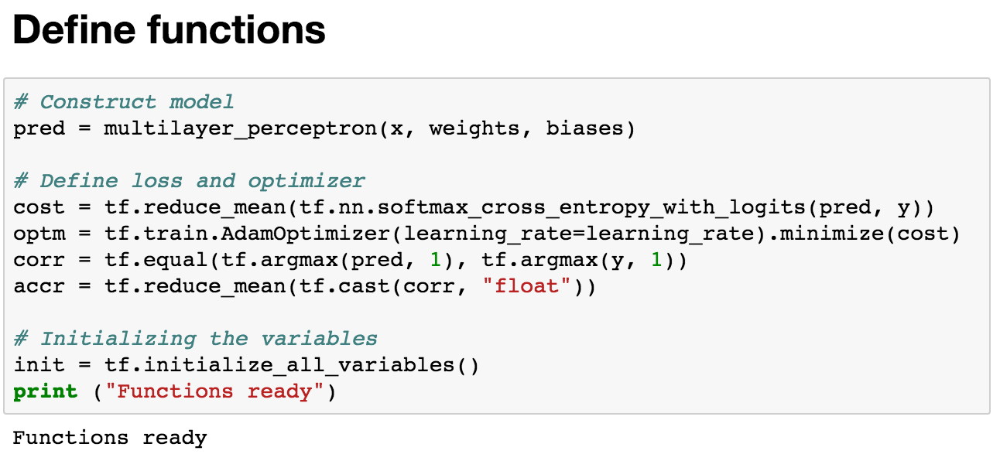 Define functions
# Construct model
pred = multilayer_perceptron(x, weights, biases)
# Define loss and optimizer
cost = tf.reduce_mean(tf.nn.softmax_cross_entropy_with_logits(pred, y))
optm = tf.train.AdamOptimizer(learning_rate=learning_rate).minimize(cost)
corr = tf.equal(tf.argmax(pred, 1), tf.argmax(y, 1))
accr = tf.reduce_mean(tf.cast(corr, "float"))
# Initializing the variables
init = tf.initialize_all_variables()
print ("Functions ready")
Functions ready